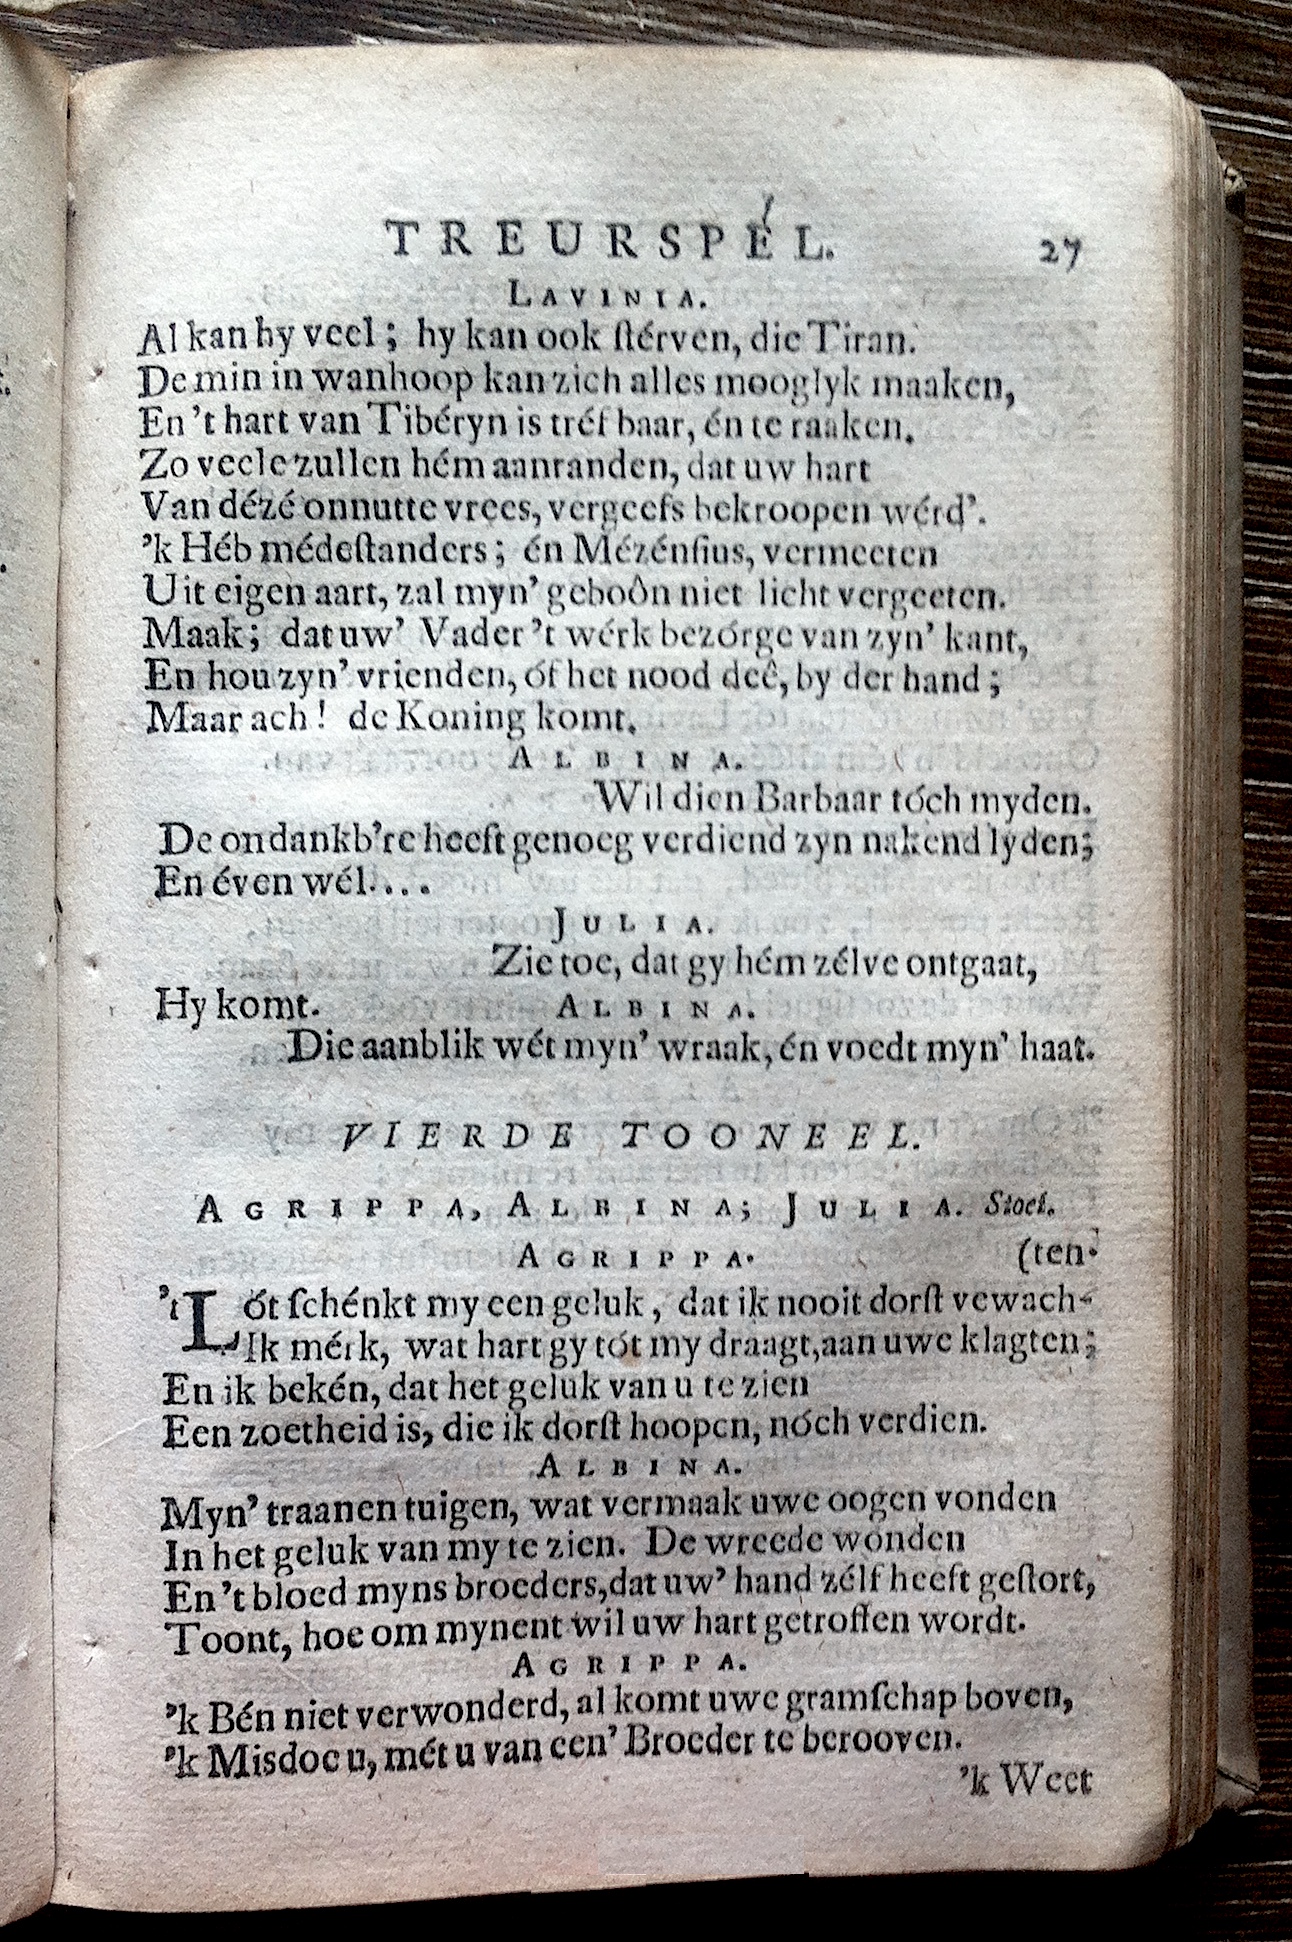 TREURSPÉL. 27
LAVINIA.
Al kan hy veel; hy kan ook ſtérven, die Tiran.
De min in wanhoop kan zich alles mooglyk maaken,
En 't hart van Tibéryn is tréf baar, én te raaken.
Zo veele zullen hém aanranden, dat uw hart
Van dézé onnutte vrees, vergeefs bekroopen wérd'.
'k Héb médeſtanders; én Mézénſius, vermeeten
Uit eigen aart, zal myn' geboôn niet licht vergeeten.
Maak; dat uw' Vader 't wérk bezórge van zyn' kant,
En hou zyn' vrienden, óf het nood deê, by der hand;
Maar ach! de Koning komt.
ALBINA.
Wil dien Barbaar tóch myden.
De ondankb're heeft genoeg verdiend zyn nakend lyden;
En éven wél....
JULIA.
Zie toe, dat gy hém zélve ontgaat,
Hy komt. ALBINA.
Die aanblik wét myn' wraak, én voedt myn' haat.
VIERDE TOONEEL.
AGRIPPA, ALBINA; JULIA. Stoet.
AGRIPPA. (ten.
't Lót ſchénkt my een geluk, dat ik nooit dorſt vewach-
Ik mérk, wat hart gy tót my draagt, aan uwe klagten;
En ik bekén, dat het geluk van u te zien
Een zoetheid is, die ik dorſt hoopen, nóch verdien.
ALBINA.
Myn' traanen tuigen, wat vermaak uwe oogen vonden
In het geluk van my te zien. De wreede wonden
En 't bloed myns broeders, dat uw' hand zélf heeft geſtort,
Toont, hoe om mynent wil uw hart getroffen wordt.
AGRIPPA.
'k Bén niet verwonderd, al komt uwe gramſchap boven,
'k Misdoe u, mét u van een' Broeder te berooven.
'k Weet